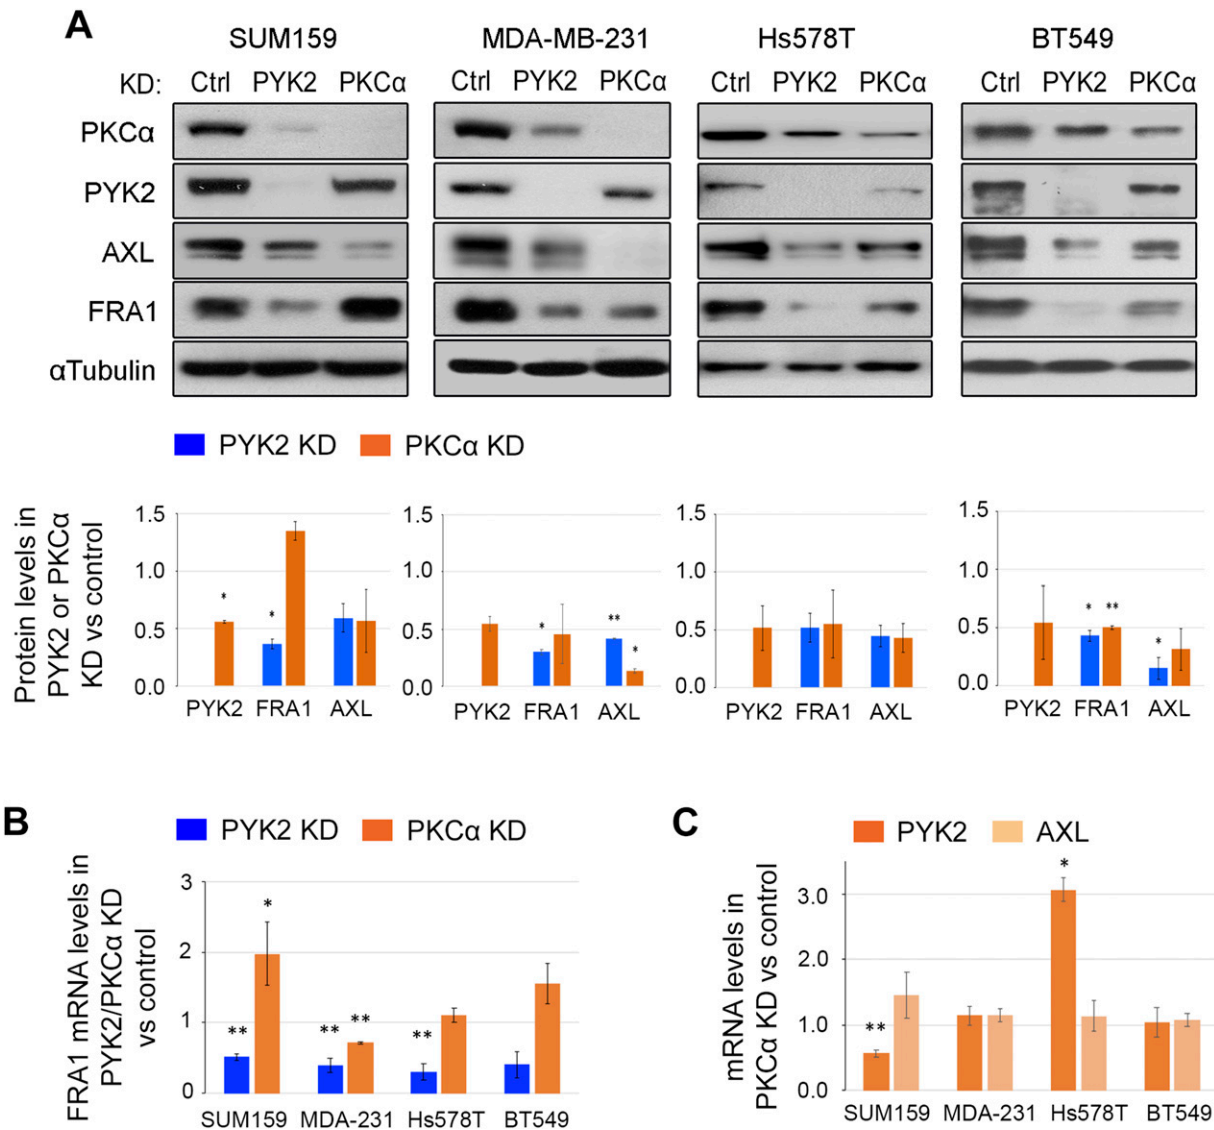 A
SUM159 MDA-MB-231 Hs578T BT549
KD: Ctrl PYK2 PKCα Ctrl PYK2 PKCα Ctrl PYK2 PKCα Ctrl PYK2 PKCα
PKCα
PYK2
AXL
FRA1
αTubulin
PYK2 KD PKCα KD
Protein levels in
PYK2 or PKCα
KD vs control
1.5 1.5 1.5 1.5
1.0 1.0 1.0 1.0
* * * ** * * ** *
0.5 0.5 0.5 0.5
0.0 0.0 0.0 0.0
PYK2 FRA1 AXL PYK2 FRA1 AXL PYK2 FRA1 AXL PYK2 FRA1 AXL
B
PYK2 KD PKCα KD
FRA1 mRNA levels in
PYK2/PKCα KD
vs control
3
2
1
0
** * ** ** **
SUM159 MDA-231 Hs578T BT549
C
PYK2 AXL
mRNA levels in
PKCα KD vs control
3.0
2.0
1.0
0.0
** *
SUM159 MDA-231 Hs578T BT549